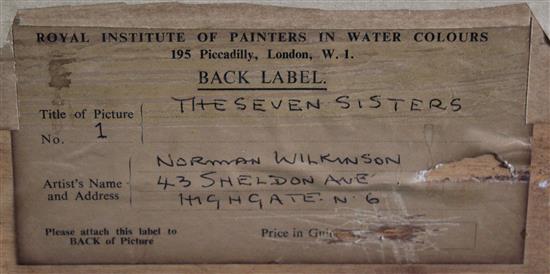 ROYAL INSTITUTE OF PAINTERS IN WATER COLOURS
195 Piccadilly, London, W. 1.
BACK LABEL.
Title of Picture THE SEVEN SISTERS
No. 1
NORMAN WILKINSON
Artist's Name 43 SHELDON AVE
and Address HIGHGATE. N. 6
Please attach this label to
BACK of Picture
Price in